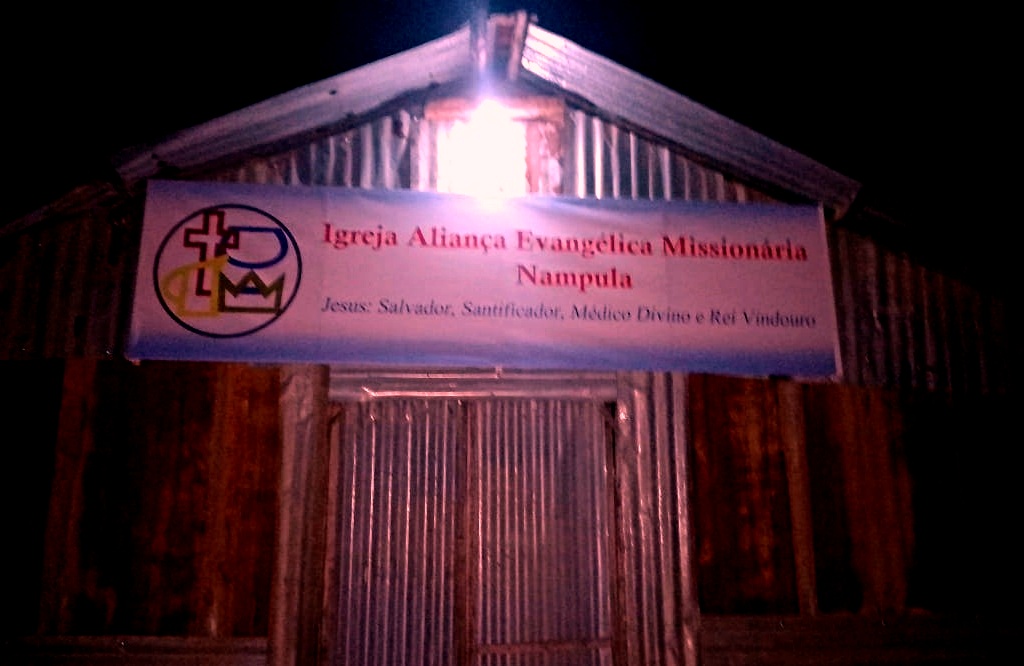 Igreja Aliança Evangélica Missionária
Nampula
Jesus: Salvador, Santificador, Médico Divino e Rei Vindouro